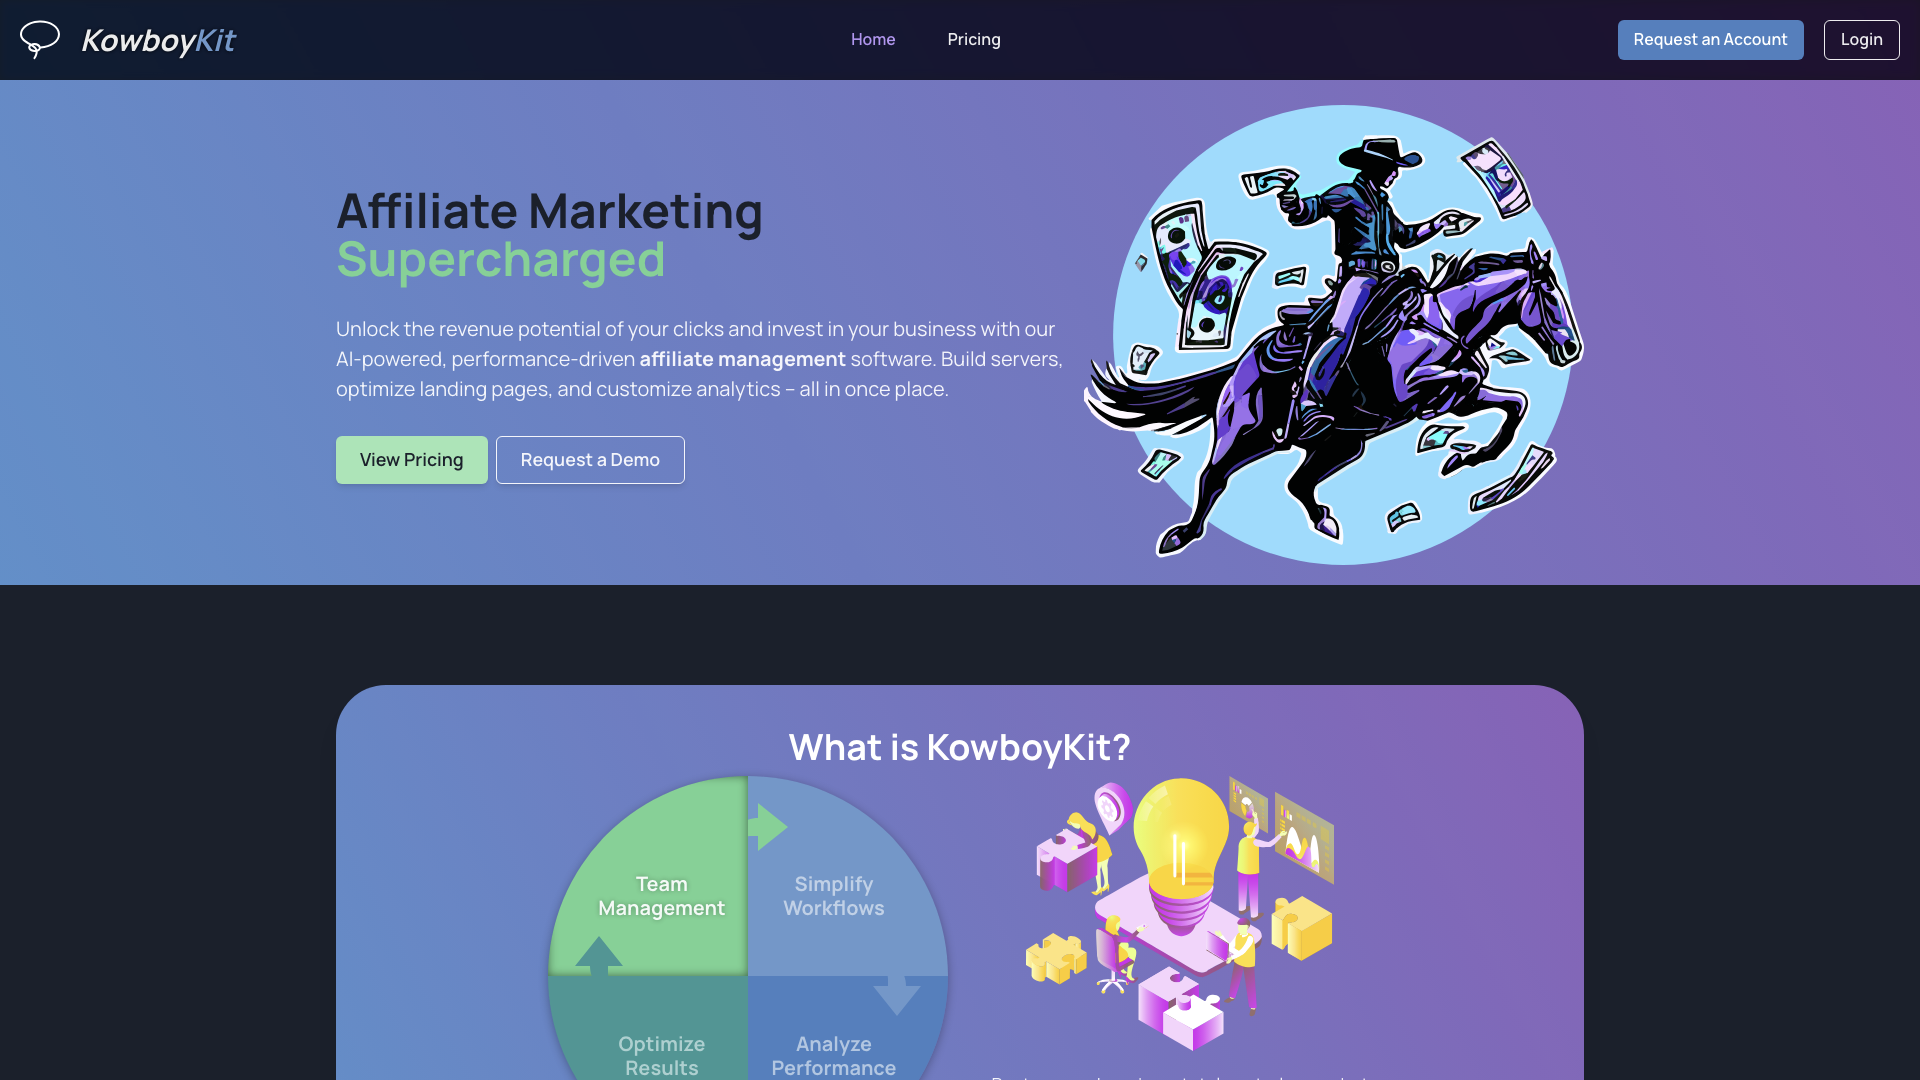 KowboyKit
Home
Pricing
Request an Account
Login
Affiliate Marketing
Supercharged
Unlock the revenue potential of your clicks and invest in your business with our
AI-powered, performance-driven affiliate management software. Build servers,
optimize landing pages, and customize analytics – all in once place.
View Pricing
Request a Demo
What is KowboyKit?
Team
Management
Simplify
Workflows
Optimize
Results
Analyze
Performance